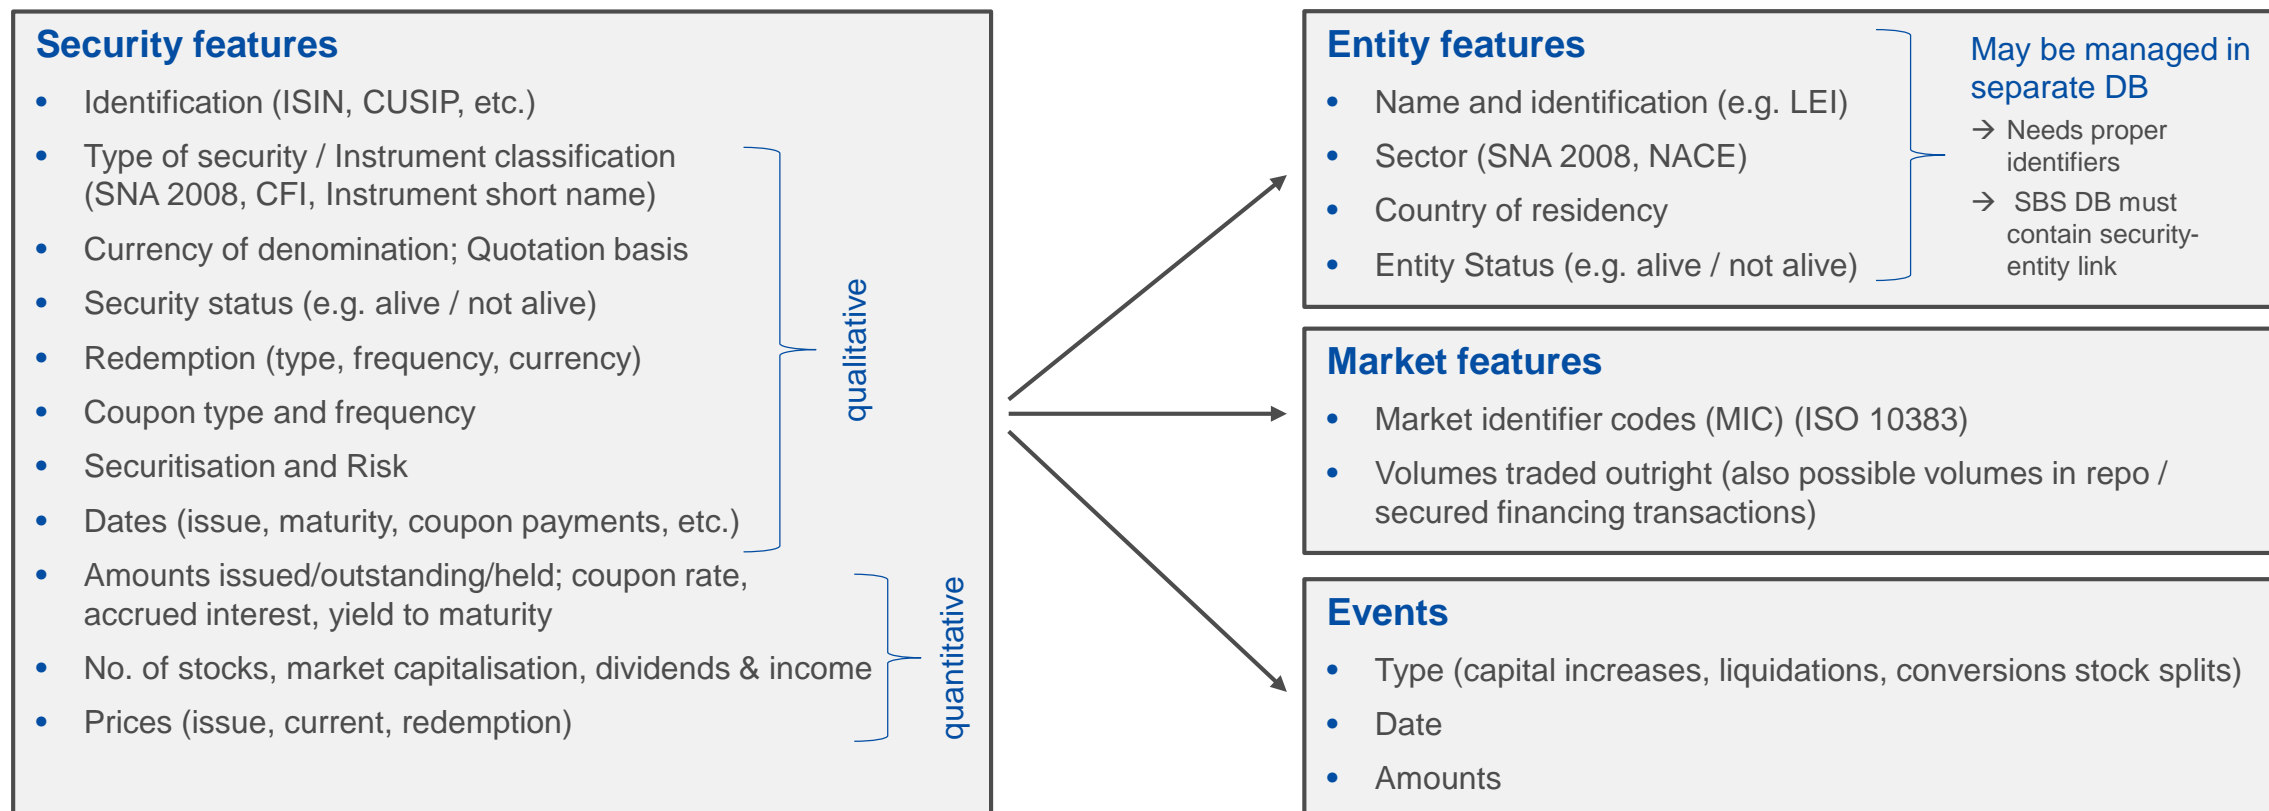 Security features
• Identification (ISIN, CUSIP, etc.)
• Type of security / Instrument classification
(SNA 2008, CFI, Instrument short name)
• Currency of denomination; Quotation basis
• Security status (e.g. alive / not alive)
• Redemption (type, frequency, currency)
• Coupon type and frequency
• Securitisation and Risk
• Dates (issue, maturity, coupon payments, etc.)
qualitative
• Amounts issued/outstanding/held; coupon rate,
accrued interest, yield to maturity
• No. of stocks, market capitalisation, dividends & income
• Prices (issue, current, redemption)
quantitative
Entity features
• Name and identification (e.g. LEI)
• Sector (SNA 2008, NACE)
• Country of residency
• Entity Status (e.g. alive / not alive)
May be managed in
separate DB
→ Needs proper
identifiers
→ SBS DB must
contain security-
entity link
Market features
• Market identifier codes (MIC) (ISO 10383)
• Volumes traded outright (also possible volumes in repo /
secured financing transactions)
Events
• Type (capital increases, liquidations, conversions stock splits)
• Date
• Amounts